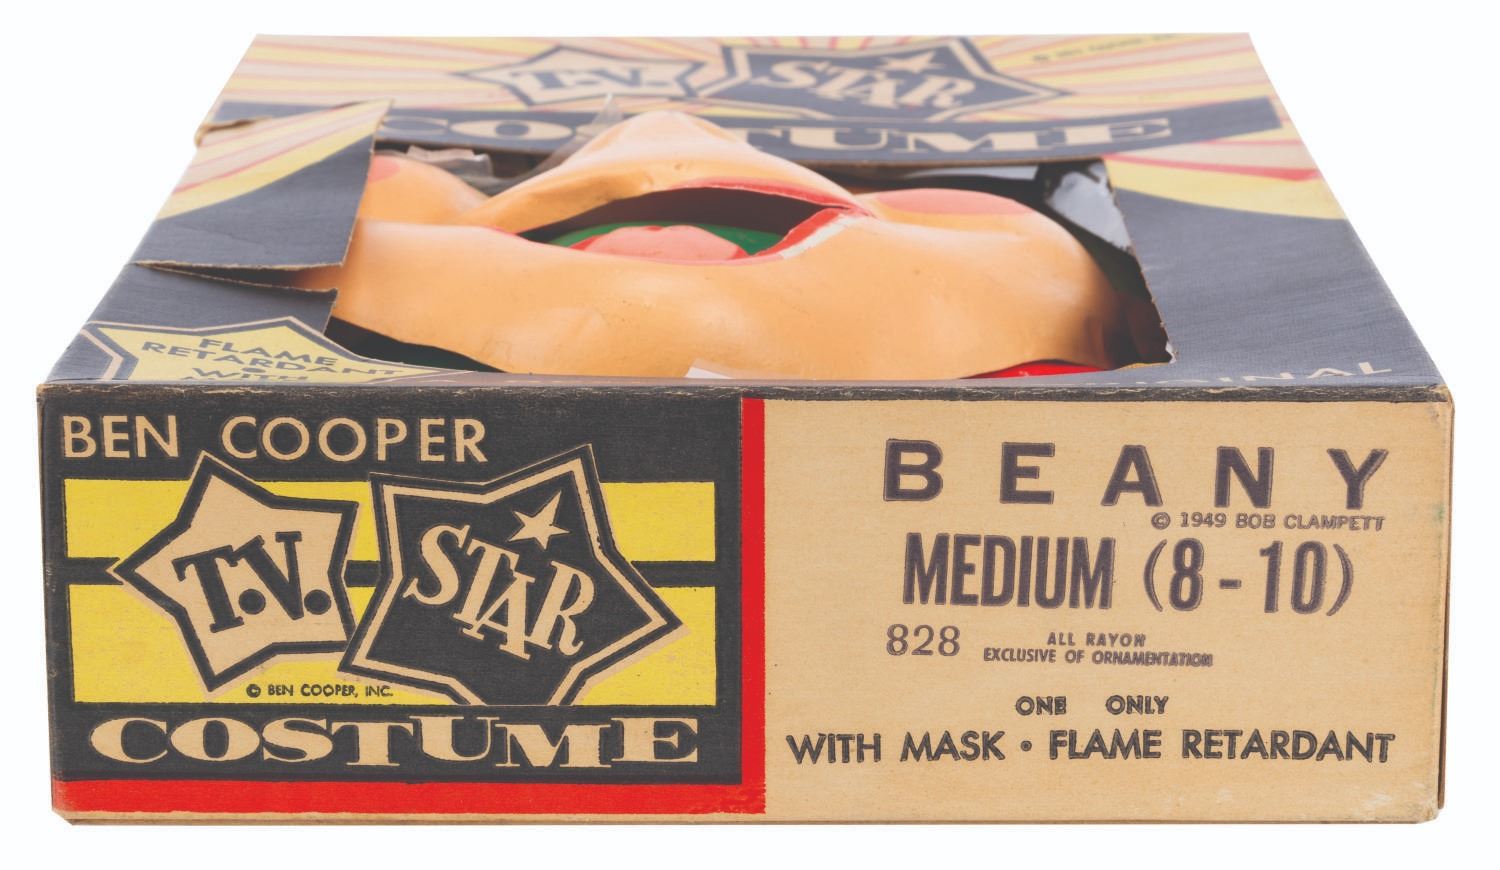 T.V. STAR
COSTUME
FLAME
RETARDANT
WITH
BEN COOPER
T.V. STAR
© BEN COOPER, INC.
COSTUME
BEANY
© 1949 BOB CLAMPETT
MEDIUM (8-10)
828
ALL RAYON
EXCLUSIVE OF ORNAMENTATION
ONE ONLY
WITH MASK • FLAME RETARDANT